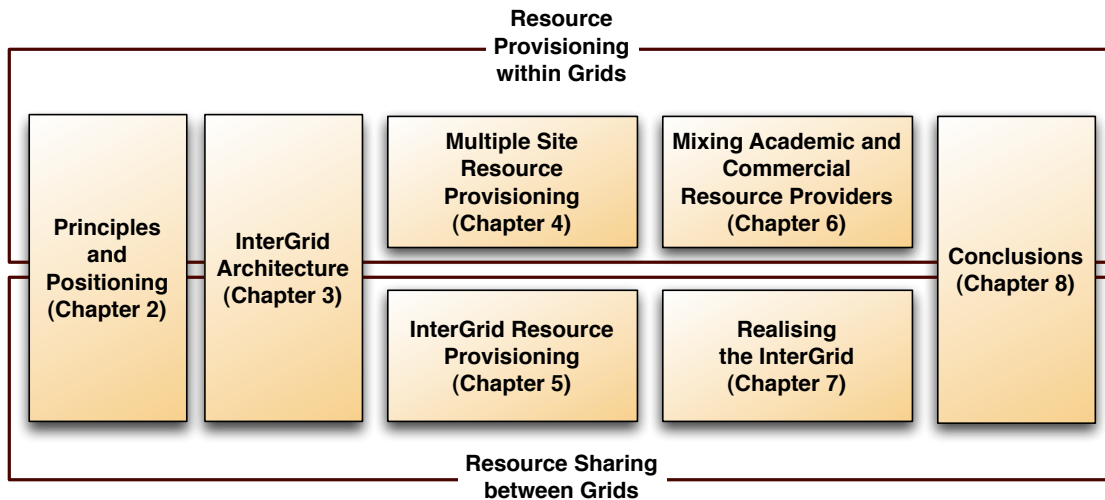 Resource
Provisioning
within Grids
Principles
and
Positioning
(Chapter 2)
InterGrid
Architecture
(Chapter 3)
Multiple Site
Resource
Provisioning
(Chapter 4)
Mixing Academic and
Commercial
Resource Providers
(Chapter 6)
InterGrid Resource
Provisioning
(Chapter 5)
Realising
the InterGrid
(Chapter 7)
Conclusions
(Chapter 8)
Resource Sharing
between Grids